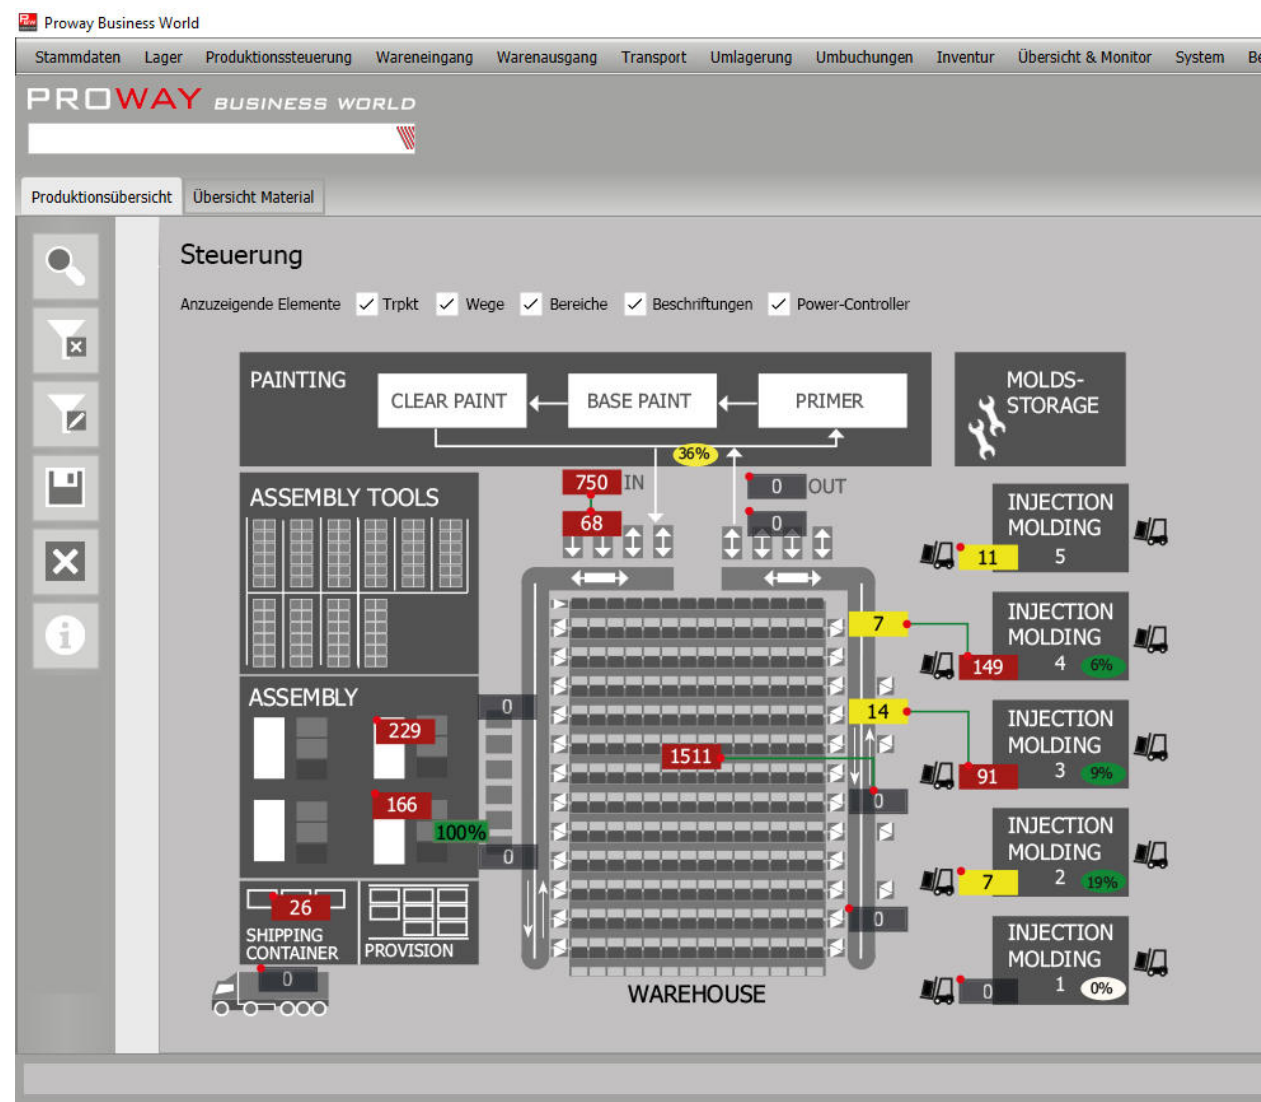 Proway Business World
Stammdaten Lager Produktionssteuerung Wareneingang Warenausgang Transport Umlagerung Umbuchungen Inventur Übersicht & Monitor System Be
PROWAY BUSINESS WORLD
Produktionsübersicht Übersicht Material
Steuerung
Anzuzeigende Elemente Trpkt Wege Bereiche Beschriftungen Power-Controller
PAINTING
CLEAR PAINT BASE PAINT PRIMER
36%
MOLDS-
STORAGE
750 IN 0 OUT
68 0
ASSEMBLY TOOLS
INJECTION
MOLDING
11 5
7
INJECTION
MOLDING
149 4 6%
ASSEMBLY
0
229
14
INJECTION
MOLDING
1511
91 3 9%
166
0
100%
0
INJECTION
MOLDING
7 2 19%
26
0
SHIPPING
CONTAINER
PROVISION
0
WAREHOUSE
INJECTION
MOLDING
0 1 0%